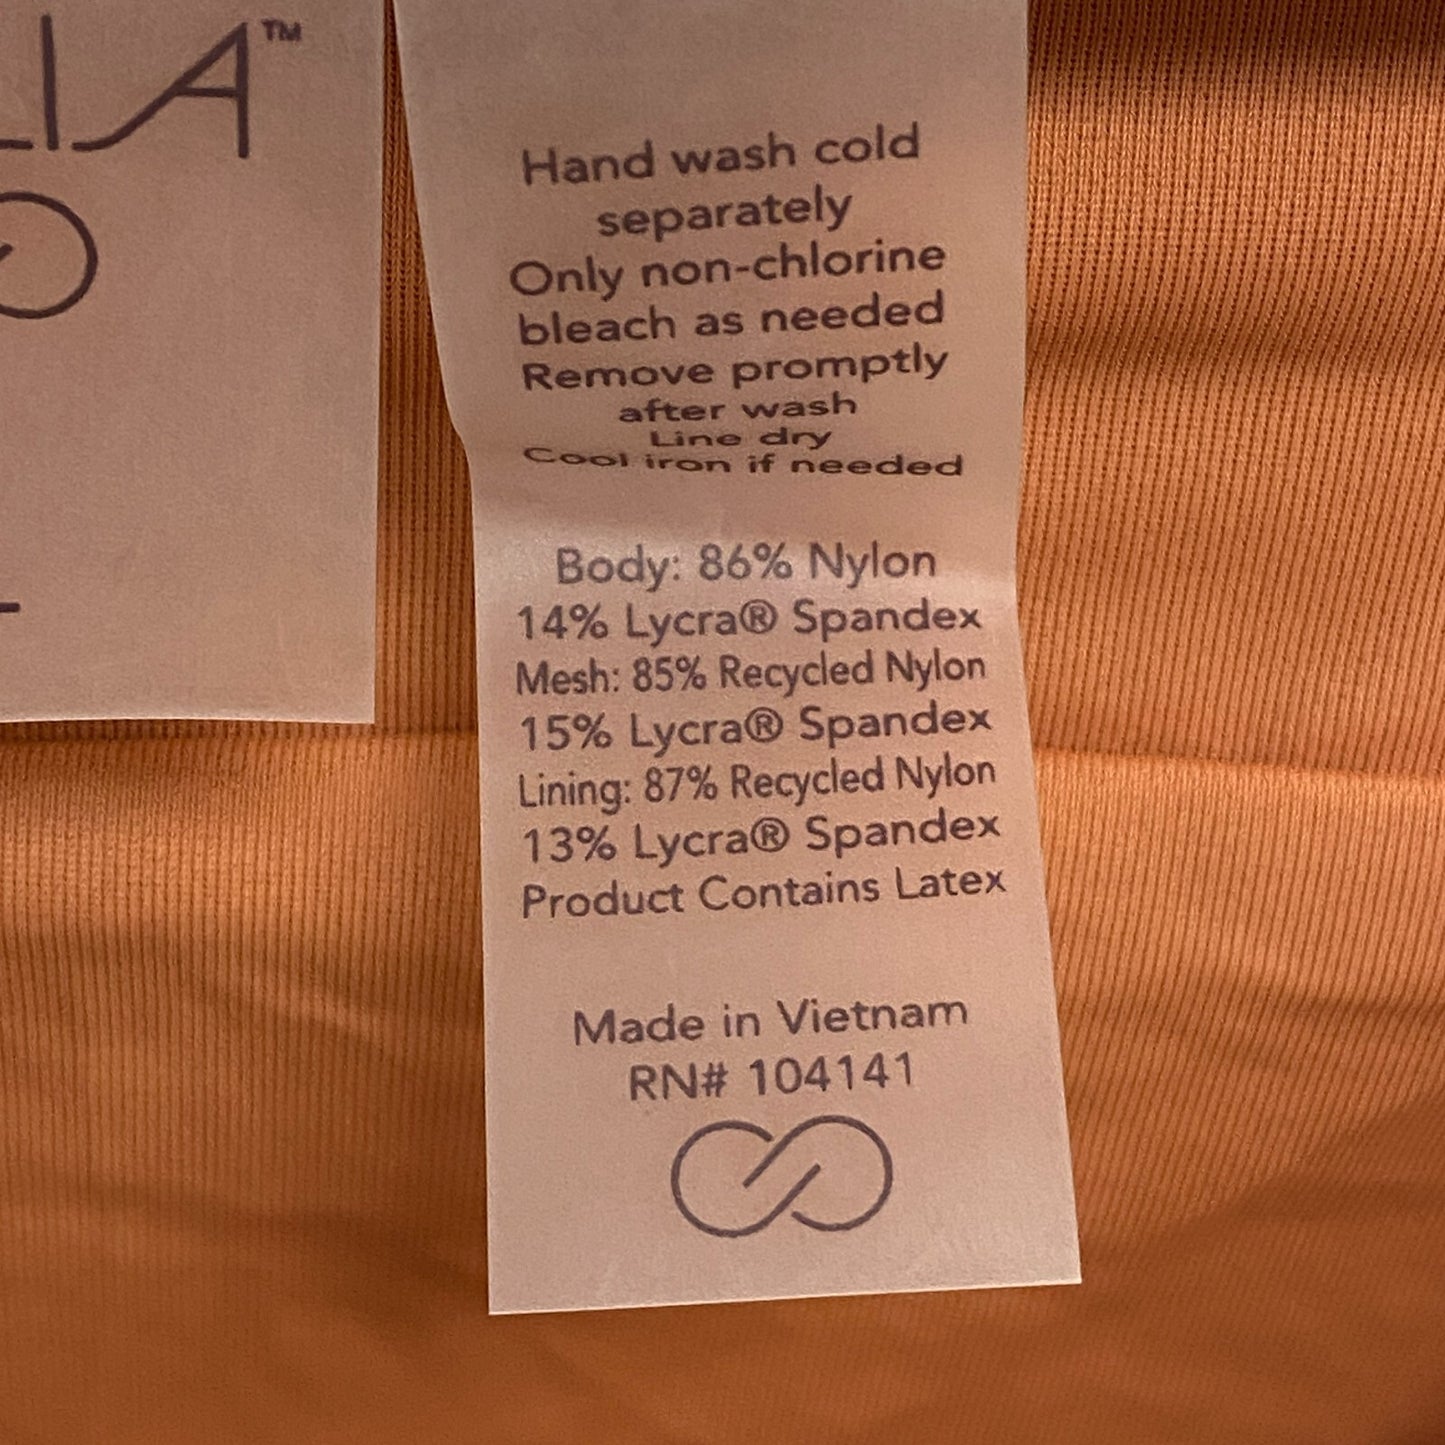 LIA™
Hand wash cold
separately
Only non-chlorine
bleach as needed
Remove promptly
after wash
Line dry
Cool iron if needed
Body: 86% Nylon
14% Lycra® Spandex
Mesh: 85% Recycled Nylon
15% Lycra® Spandex
Lining: 87% Recycled Nylon
13% Lycra® Spandex
Product Contains Latex
Made in Vietnam
RN# 104141